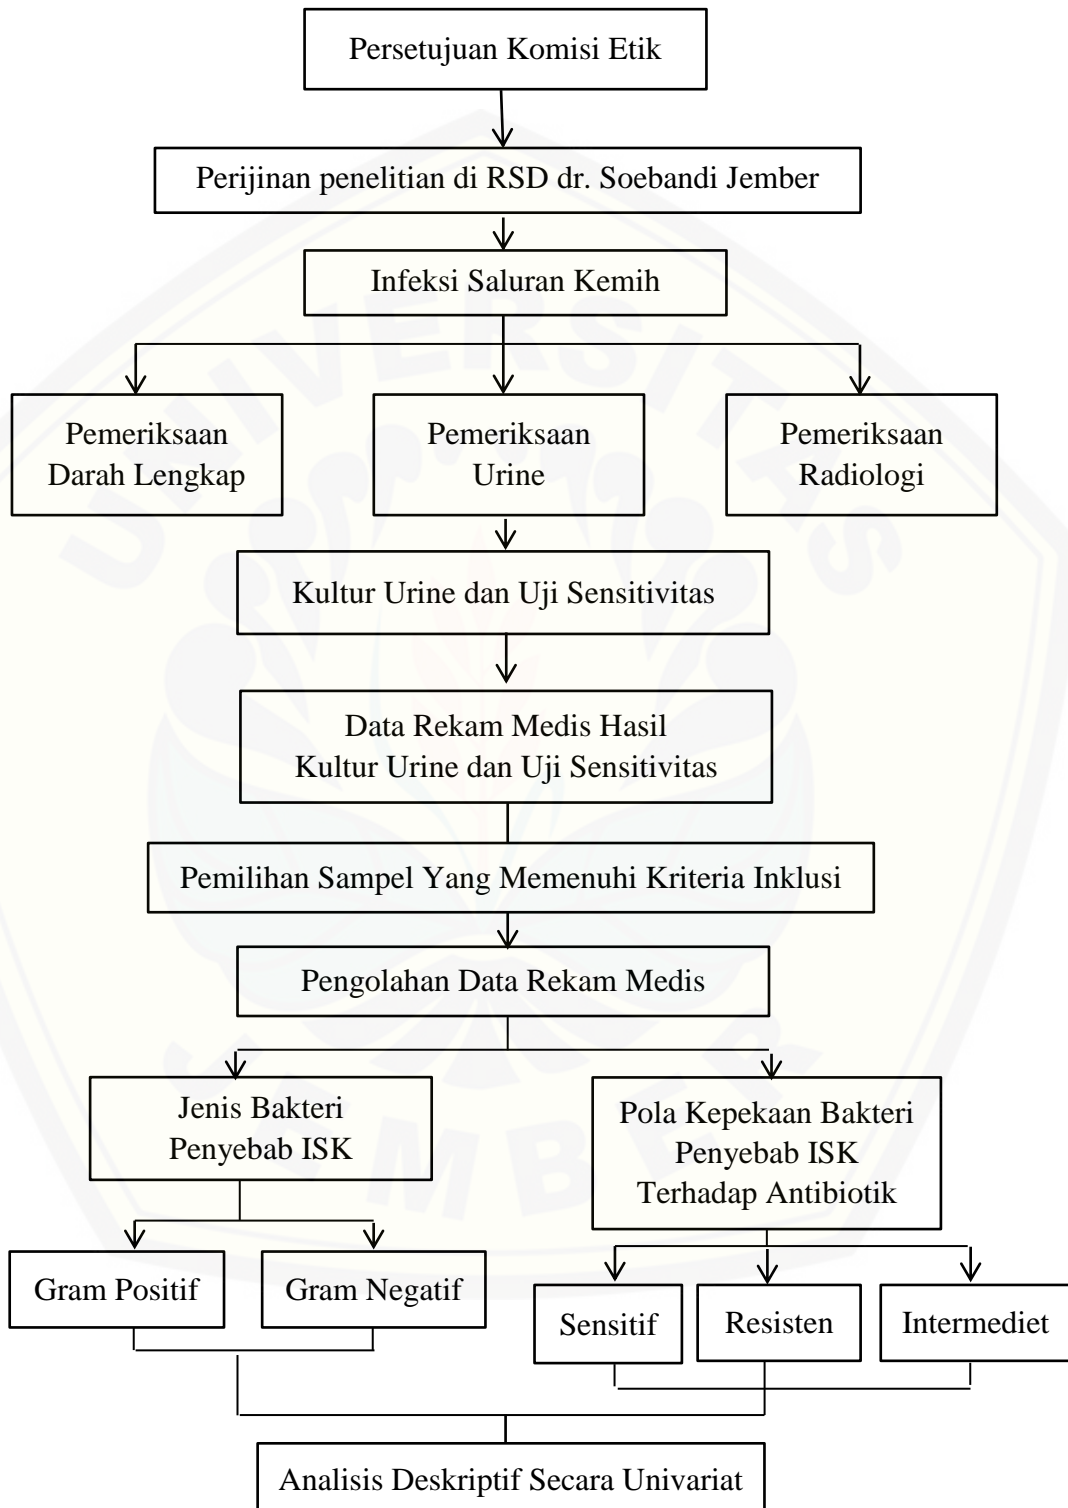 Persetujuan Komisi Etik
Perijinan penelitian di RSD dr. Soebandi Jember
Infeksi Saluran Kemih
Pemeriksaan
Darah Lengkap
Pemeriksaan
Urine
Pemeriksaan
Radiologi
Kultur Urine dan Uji Sensitivitas
Data Rekam Medis Hasil
Kultur Urine dan Uji Sensitivitas
Pemilihan Sampel Yang Memenuhi Kriteria Inklusi
Pengolahan Data Rekam Medis
Jenis Bakteri
Penyebab ISK
Pola Kepekaan Bakteri
Penyebab ISK
Terhadap Antibiotik
Gram Positif
Gram Negatif
Sensitif
Resisten
Intermediet
Analisis Deskriptif Secara Univariat
UNIVERSITAS
JEMBER